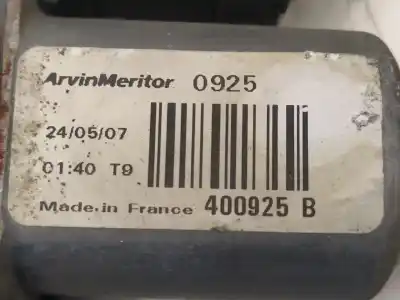 ArvinMeritor 0925
24/05/07
01:40 T9
Made in France 400925 B